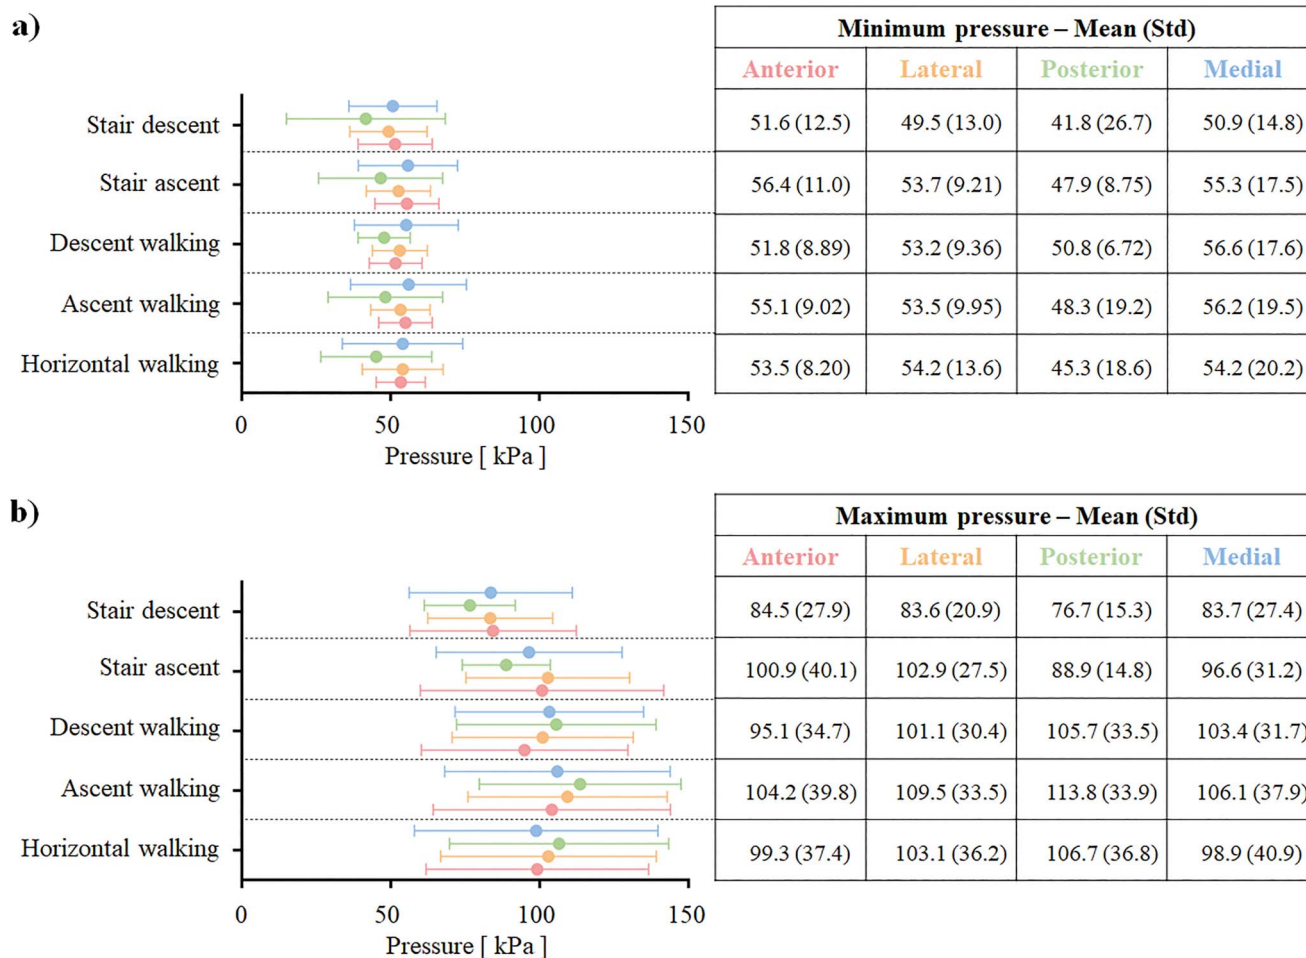 a)
Minimum pressure – Mean (Std)
Anterior Lateral Posterior Medial
Stair descent 51.6 (12.5) 49.5 (13.0) 41.8 (26.7) 50.9 (14.8)
Stair ascent 56.4 (11.0) 53.7 (9.21) 47.9 (8.75) 55.3 (17.5)
Descent walking 51.8 (8.89) 53.2 (9.36) 50.8 (6.72) 56.6 (17.6)
Ascent walking 55.1 (9.02) 53.5 (9.95) 48.3 (19.2) 56.2 (19.5)
Horizontal walking 53.5 (8.20) 54.2 (13.6) 45.3 (18.6) 54.2 (20.2)
0 50 100 150
Pressure [ kPa ]
b)
Maximum pressure – Mean (Std)
Anterior Lateral Posterior Medial
Stair descent 84.5 (27.9) 83.6 (20.9) 76.7 (15.3) 83.7 (27.4)
Stair ascent 100.9 (40.1) 102.9 (27.5) 88.9 (14.8) 96.6 (31.2)
Descent walking 95.1 (34.7) 101.1 (30.4) 105.7 (33.5) 103.4 (31.7)
Ascent walking 104.2 (39.8) 109.5 (33.5) 113.8 (33.9) 106.1 (37.9)
Horizontal walking 99.3 (37.4) 103.1 (36.2) 106.7 (36.8) 98.9 (40.9)
0 50 100 150
Pressure [ kPa ]